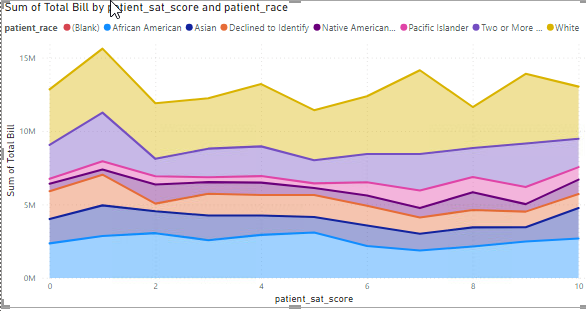 Sum of Total Bill by patient_sat_score and patient_race
patient_race (Blank) African American Asian Declined to Identify Native American... Pacific Islander Two or More ... White
15M
10M
5M
0M
Sum of Total Bill
0 2 4 6 8 10
patient_sat_score